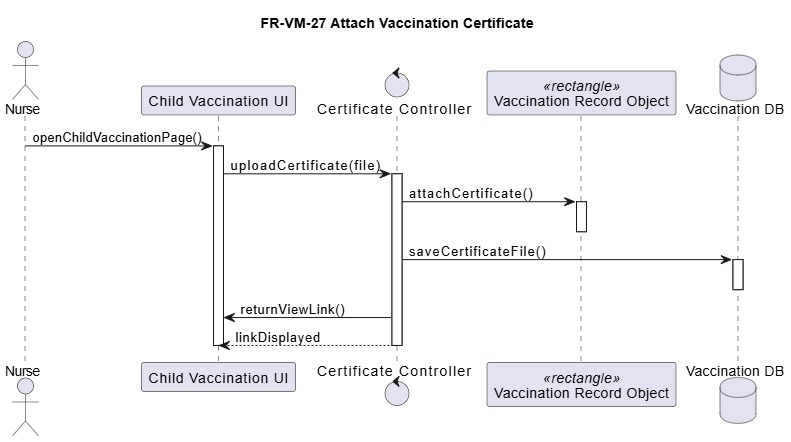 FR-VM-27 Attach Vaccination Certificate
Nurse
Child Vaccination UI
Certificate Controller
«rectangle»
Vaccination Record Object
Vaccination DB
openChildVaccinationPage()
uploadCertificate(file)
attachCertificate()
saveCertificateFile()
returnViewLink()
linkDisplayed
Nurse
Child Vaccination UI
Certificate Controller
«rectangle»
Vaccination Record Object
Vaccination DB